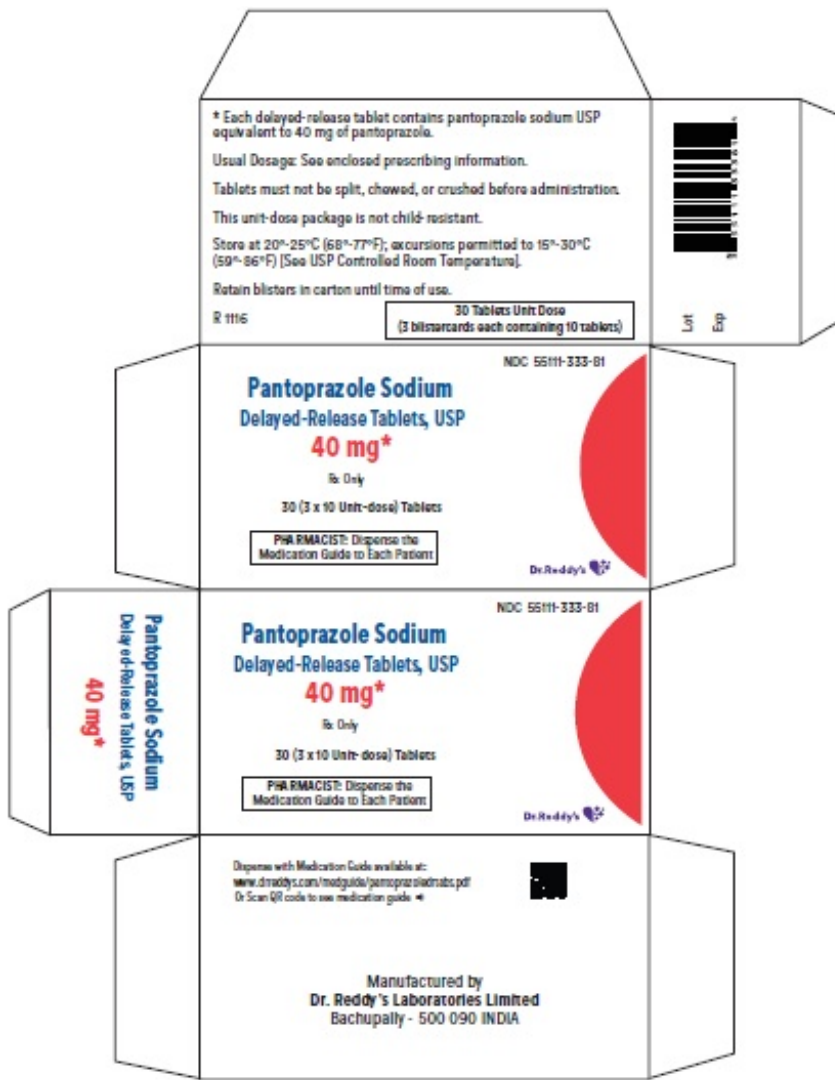 * Each delayed-release tablet contains pantoprazole sodium USP
equivalent to 40 mg of pantoprazole.
Usual Dosage: See enclosed prescribing information.
Tablets must not be split, chewed, or crushed before administration.
This unit-dose package is not child-resistant.
Store at 20°-25°C (68°-77°F); excursions permitted to 15°-30°C
(59°-86°F) [See USP Controlled Room Temperature].
Retain blisters in carton until time of use.
R 1116
30 Tablets Unit Dose
(3 blistercards each containing 10 tablets)
Lot
Exp
NDC 55111-333-81
Pantoprazole Sodium
Delayed-Release Tablets, USP
40 mg*
Rx Only
30 (3 x 10 Unit-dose) Tablets
PHARMACIST: Dispense the
Medication Guide to Each Patient
Dr.Reddy's
Pantoprazole Sodium
Delayed-Release Tablets, USP
40 mg*
NDC 55111-333-81
Pantoprazole Sodium
Delayed-Release Tablets, USP
40 mg*
Rx Only
30 (3 x 10 Unit-dose) Tablets
PHARMACIST: Dispense the
Medication Guide to Each Patient
Dr.Reddy's
Dispense with Medication Guide available at:
Or Scan QR code to see medication guide
Manufactured by
Dr. Reddy's Laboratories Limited
Bachupally - 500 090 INDIA